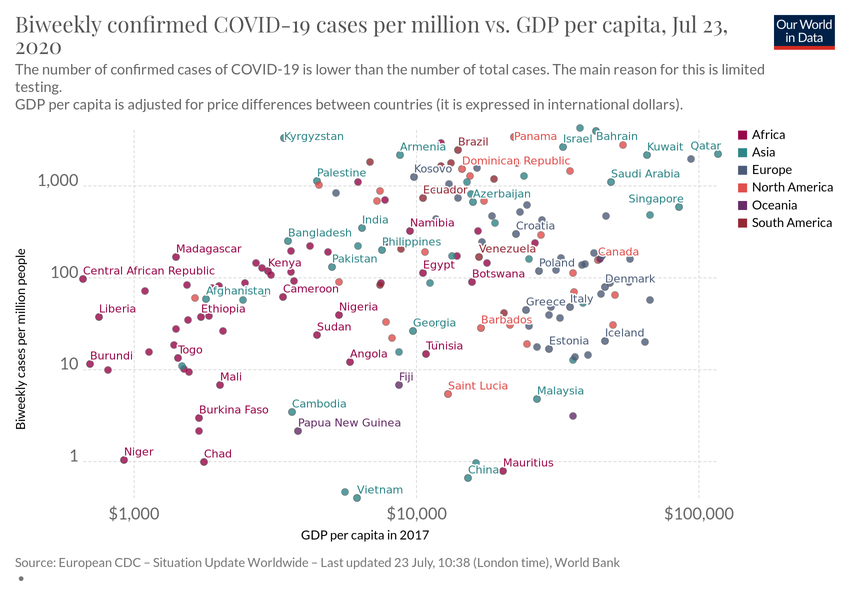 Biweekly confirmed COVID-19 cases per million vs. GDP per capita, Jul 23,
2020
Our World
in Data
The number of confirmed cases of COVID-19 is lower than the number of total cases. The main reason for this is limited
testing.
GDP per capita is adjusted for price differences between countries (it is expressed in international dollars).
Africa
Asia
Europe
North America
Oceania
South America
Kyrgyzstan
Armenia
Brazil
Panama
Israel
Bahrain
Kuwait
Qatar
Palestine
Kosovo
Dominican Republic
Saudi Arabia
1,000
Ecuador
Azerbaijan
Singapore
India
Namibia
Croatia
Bangladesh
Philippines
Madagascar
Pakistan
Venezuela
Canada
Central African Republic
Kenya
Egypt
Botswana
Poland
Denmark
100
Afghanistan
Cameroon
Liberia
Ethiopia
Nigeria
Greece
Italy
Sudan
Georgia
Barbados
Iceland
Burundi
Togo
Angola
Tunisia
Estonia
10
Mali
Fiji
Saint Lucia
Malaysia
Burkina Faso
Cambodia
Papua New Guinea
Niger
Chad
China
Mauritius
1
Vietnam
Biweekly cases per million people
$1,000
$10,000
$100,000
GDP per capita in 2017
Source: European CDC – Situation Update Worldwide – Last updated 23 July, 10:38 (London time), World Bank